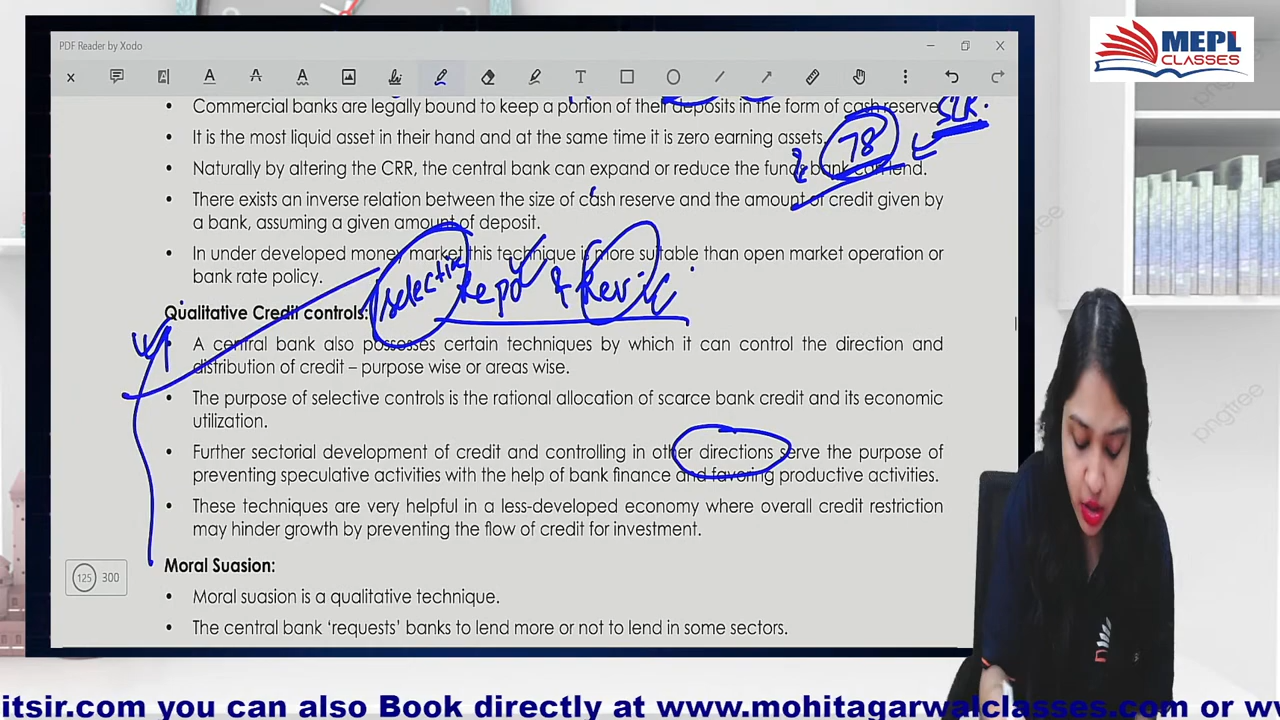 PDF Reader by Xodo
MEPL
CLASSES
Commercial banks are legally bound to keep a portion of their deposits in the form of cash reserve
SLR.
It is the most liquid asset in their hand and at the same time it is zero earning assets.
78
Naturally by altering the CRR, the central bank can expand or reduce the funds bank can lend.
There exists an inverse relation between the size of cash reserve and the amount of credit given by
a bank, assuming a given amount of deposit.
In under developed money market this technique is more suitable than open market operation or
bank rate policy.
Repo &
Qualitative Credit controls:
A central bank also possesses certain techniques by which it can control the direction and
distribution of credit – purpose wise or areas wise.
The purpose of selective controls is the rational allocation of scarce bank credit and its economic
utilization.
Further sectorial development of credit and controlling in other directions serve the purpose of
preventing speculative activities with the help of bank finance and favoring productive activities.
These techniques are very helpful in a less-developed economy where overall credit restriction
may hinder growth by preventing the flow of credit for investment.
Moral Suasion:
125 300
Moral suasion is a qualitative technique.
The central bank ‘requests’ banks to lend more or not to lend in some sectors.
pngtree
itsir.com you can also Book directly at www.mohitagarwalclasses.com or